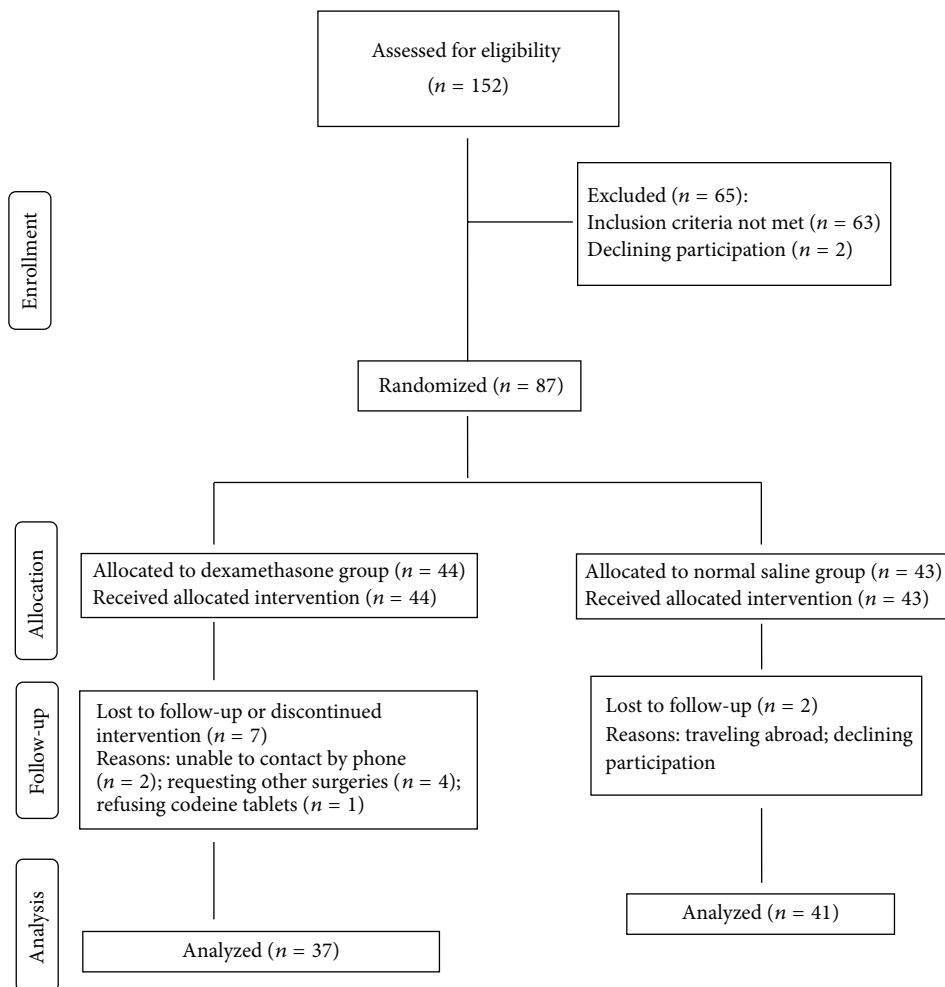 Assessed for eligibility
(n = 152)
Enrollment
Excluded (n = 65):
Inclusion criteria not met (n = 63)
Declining participation (n = 2)
Randomized (n = 87)
Allocation
Allocated to dexamethasone group (n = 44)
Received allocated intervention (n = 44)
Allocated to normal saline group (n = 43)
Received allocated intervention (n = 43)
Follow-up
Lost to follow-up or discontinued
intervention (n = 7)
Reasons: unable to contact by phone
(n = 2); requesting other surgeries (n = 4);
refusing codeine tablets (n = 1)
Lost to follow-up (n = 2)
Reasons: traveling abroad; declining
participation
Analysis
Analyzed (n = 37)
Analyzed (n = 41)